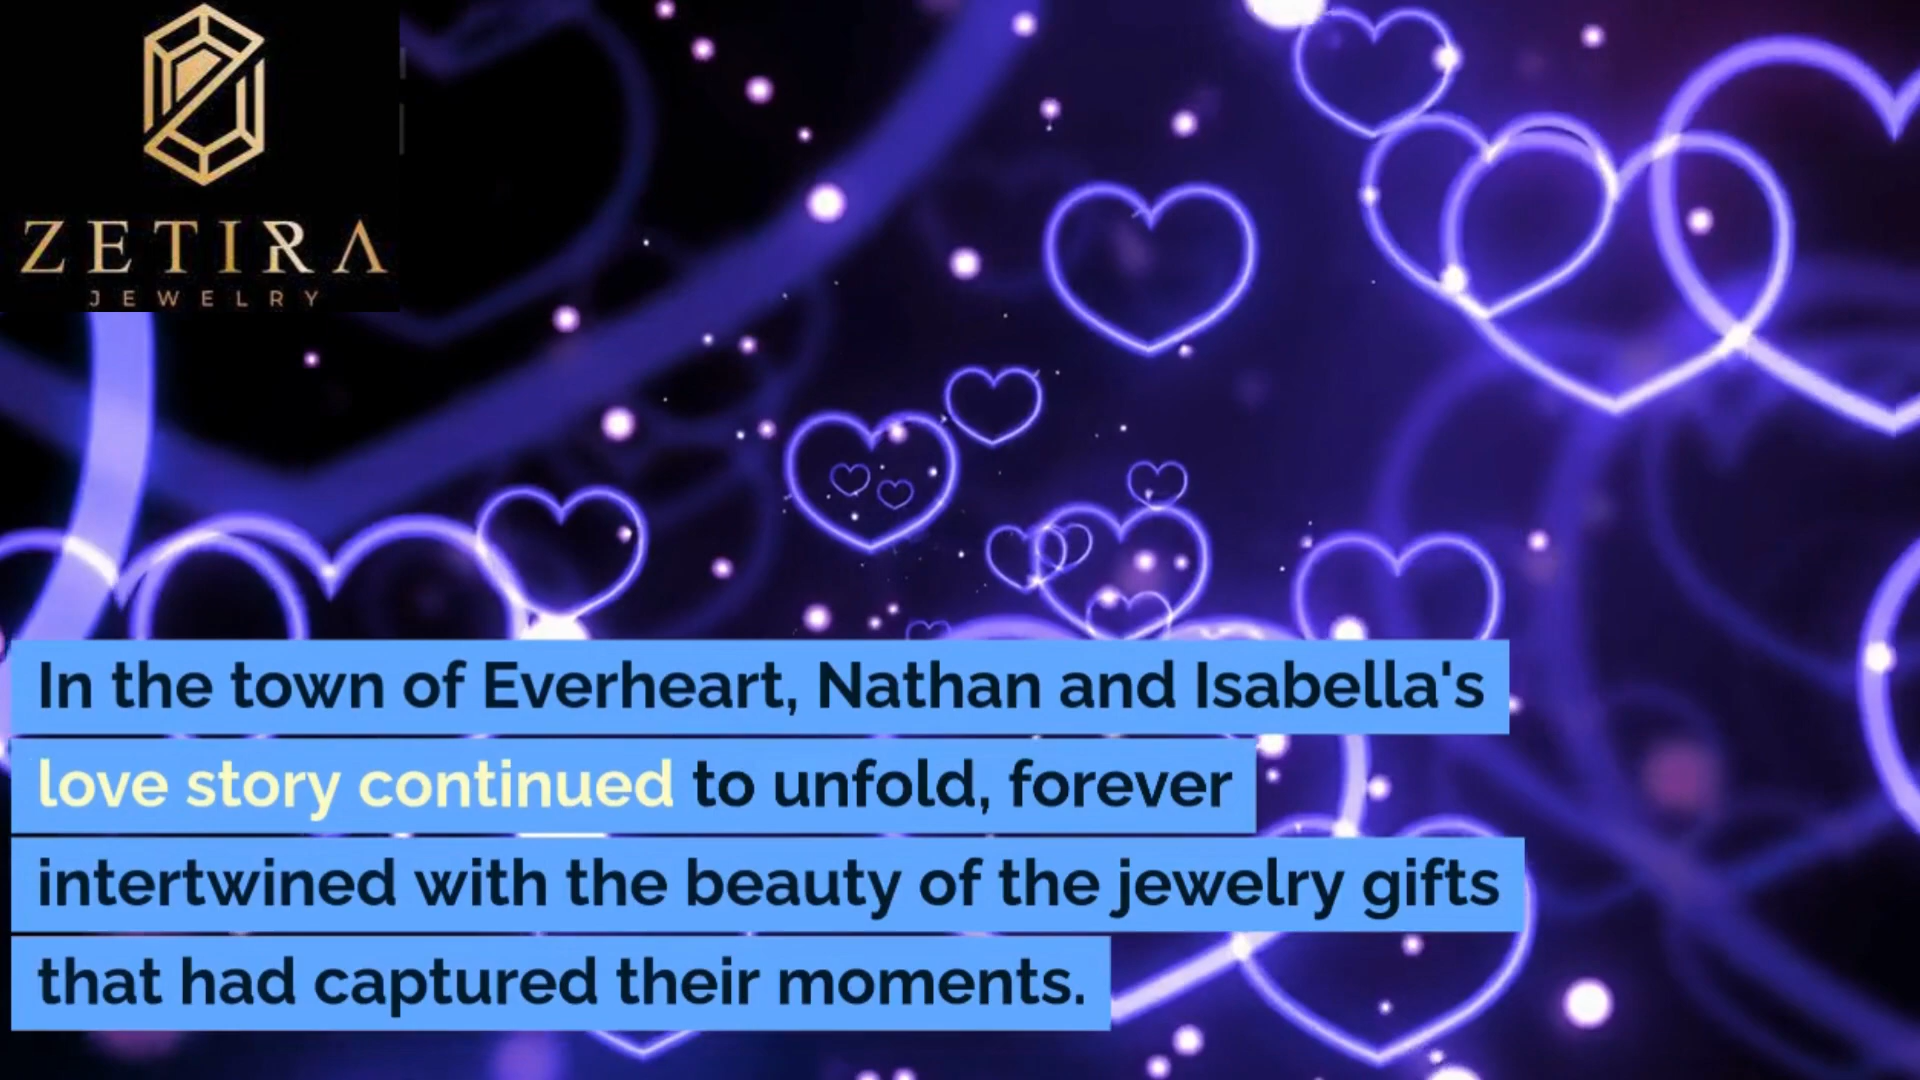 ZETIRA
JEWELRY
In the town of Everheart, Nathan and Isabella's
love story continued to unfold, forever
intertwined with the beauty of the jewelry gifts
that had captured their moments.